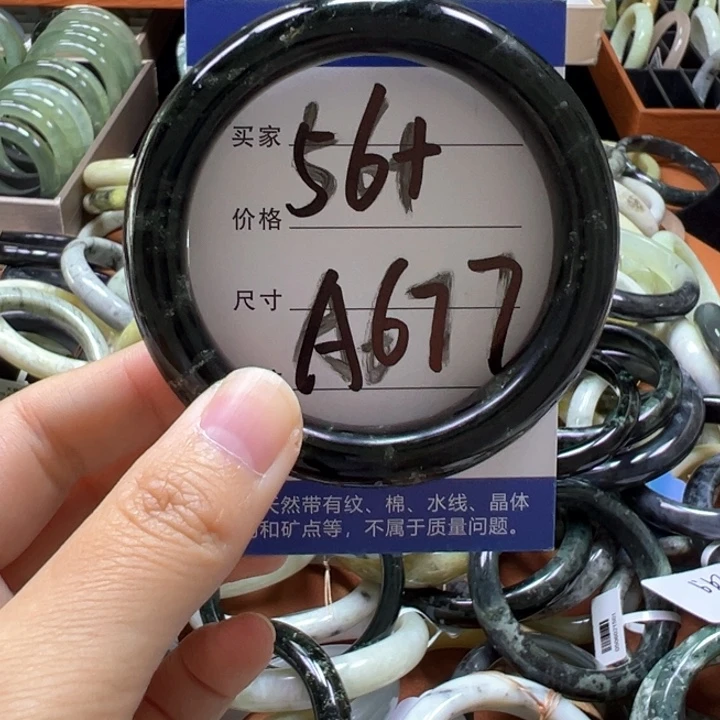 买家 56+
价格
尺寸 A677
天然带有纹、棉、水线、晶体
和矿点等，不属于质量问题。